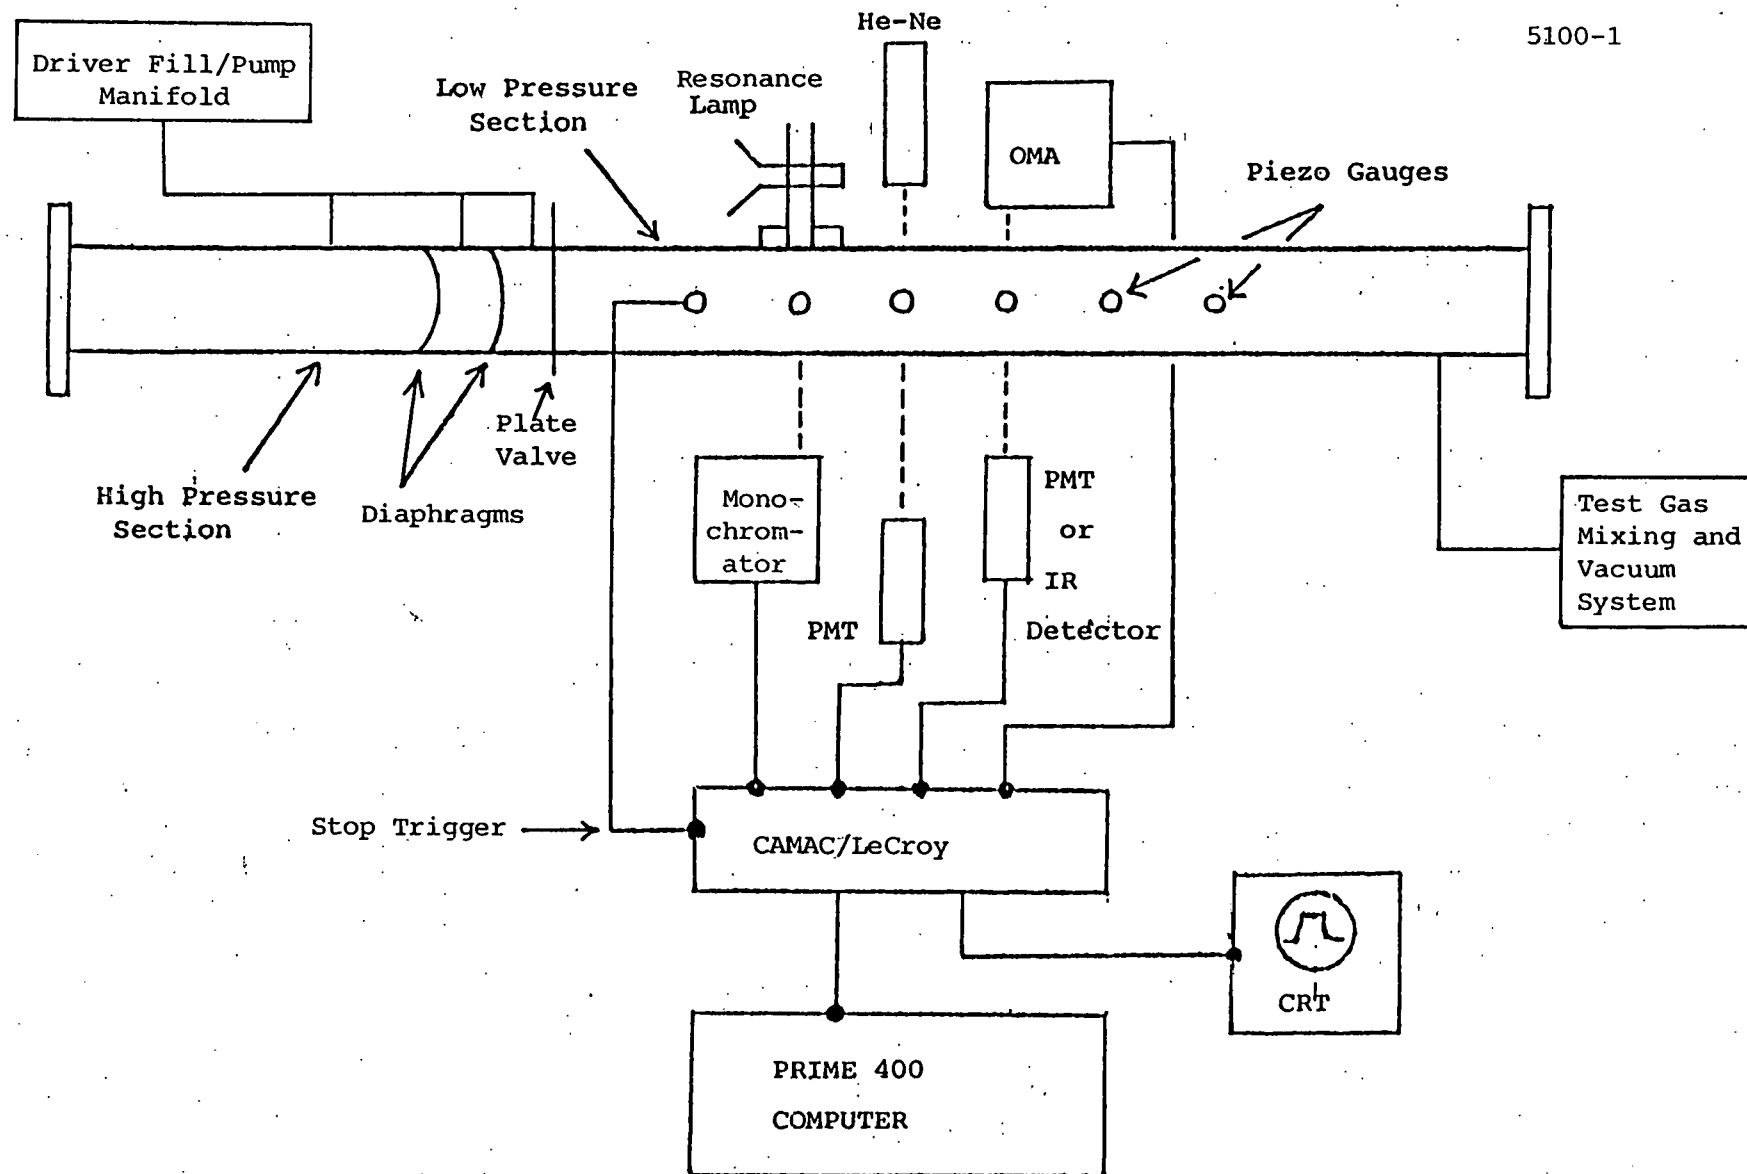 He-Ne
5100-1
Driver Fill/Pump
Manifold
Low Pressure
Section
Resonance
Lamp
OMA
Piezo Gauges
Plate
Valve
High Pressure
Section
Diaphragms
Mono-
chrom-
ator
PMT
PMT
or
IR
Detector
Test Gas
Mixing and
Vacuum
System
Stop Trigger
CAMAC/LeCroy
CRT
PRIME 400
COMPUTER